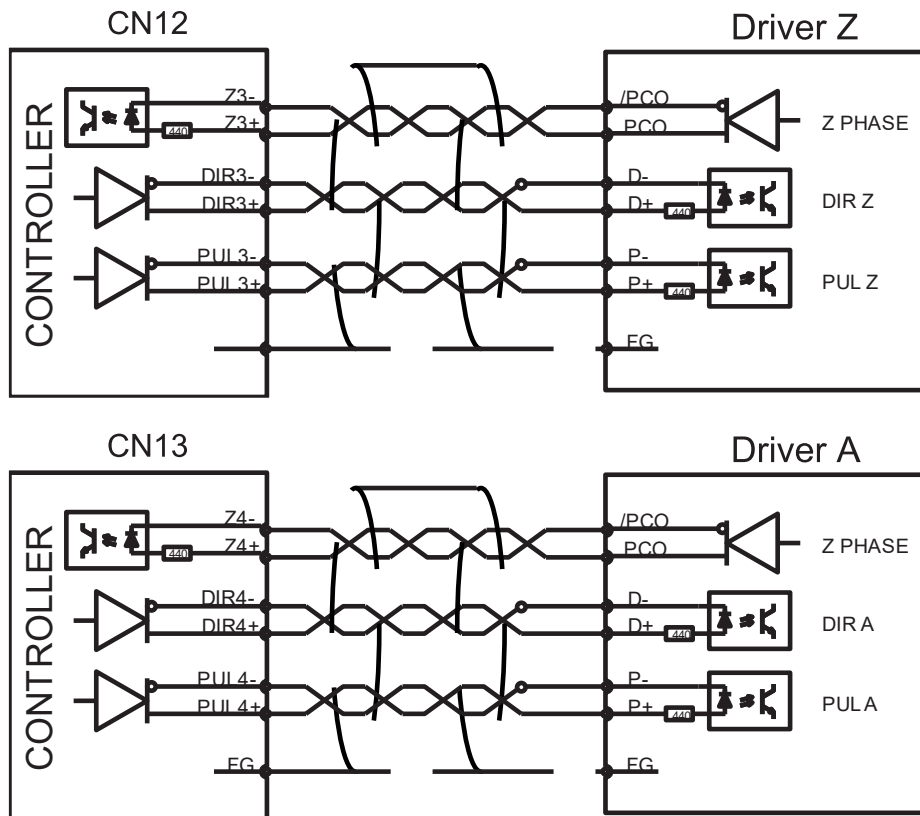 CN12
Driver Z
CONTROLLER
Z3-
Z3+
440
/PCO
PCO
Z PHASE
DIR3-
DIR3+
D-
D+
440
DIR Z
PUL3-
PUL3+
P-
P+
440
PUL Z
FG
CN13
Driver A
CONTROLLER
Z4-
Z4+
440
/PCO
PCO
Z PHASE
DIR4-
DIR4+
D-
D+
440
DIR A
PUL4-
PUL4+
P-
P+
440
PUL A
FG
FG